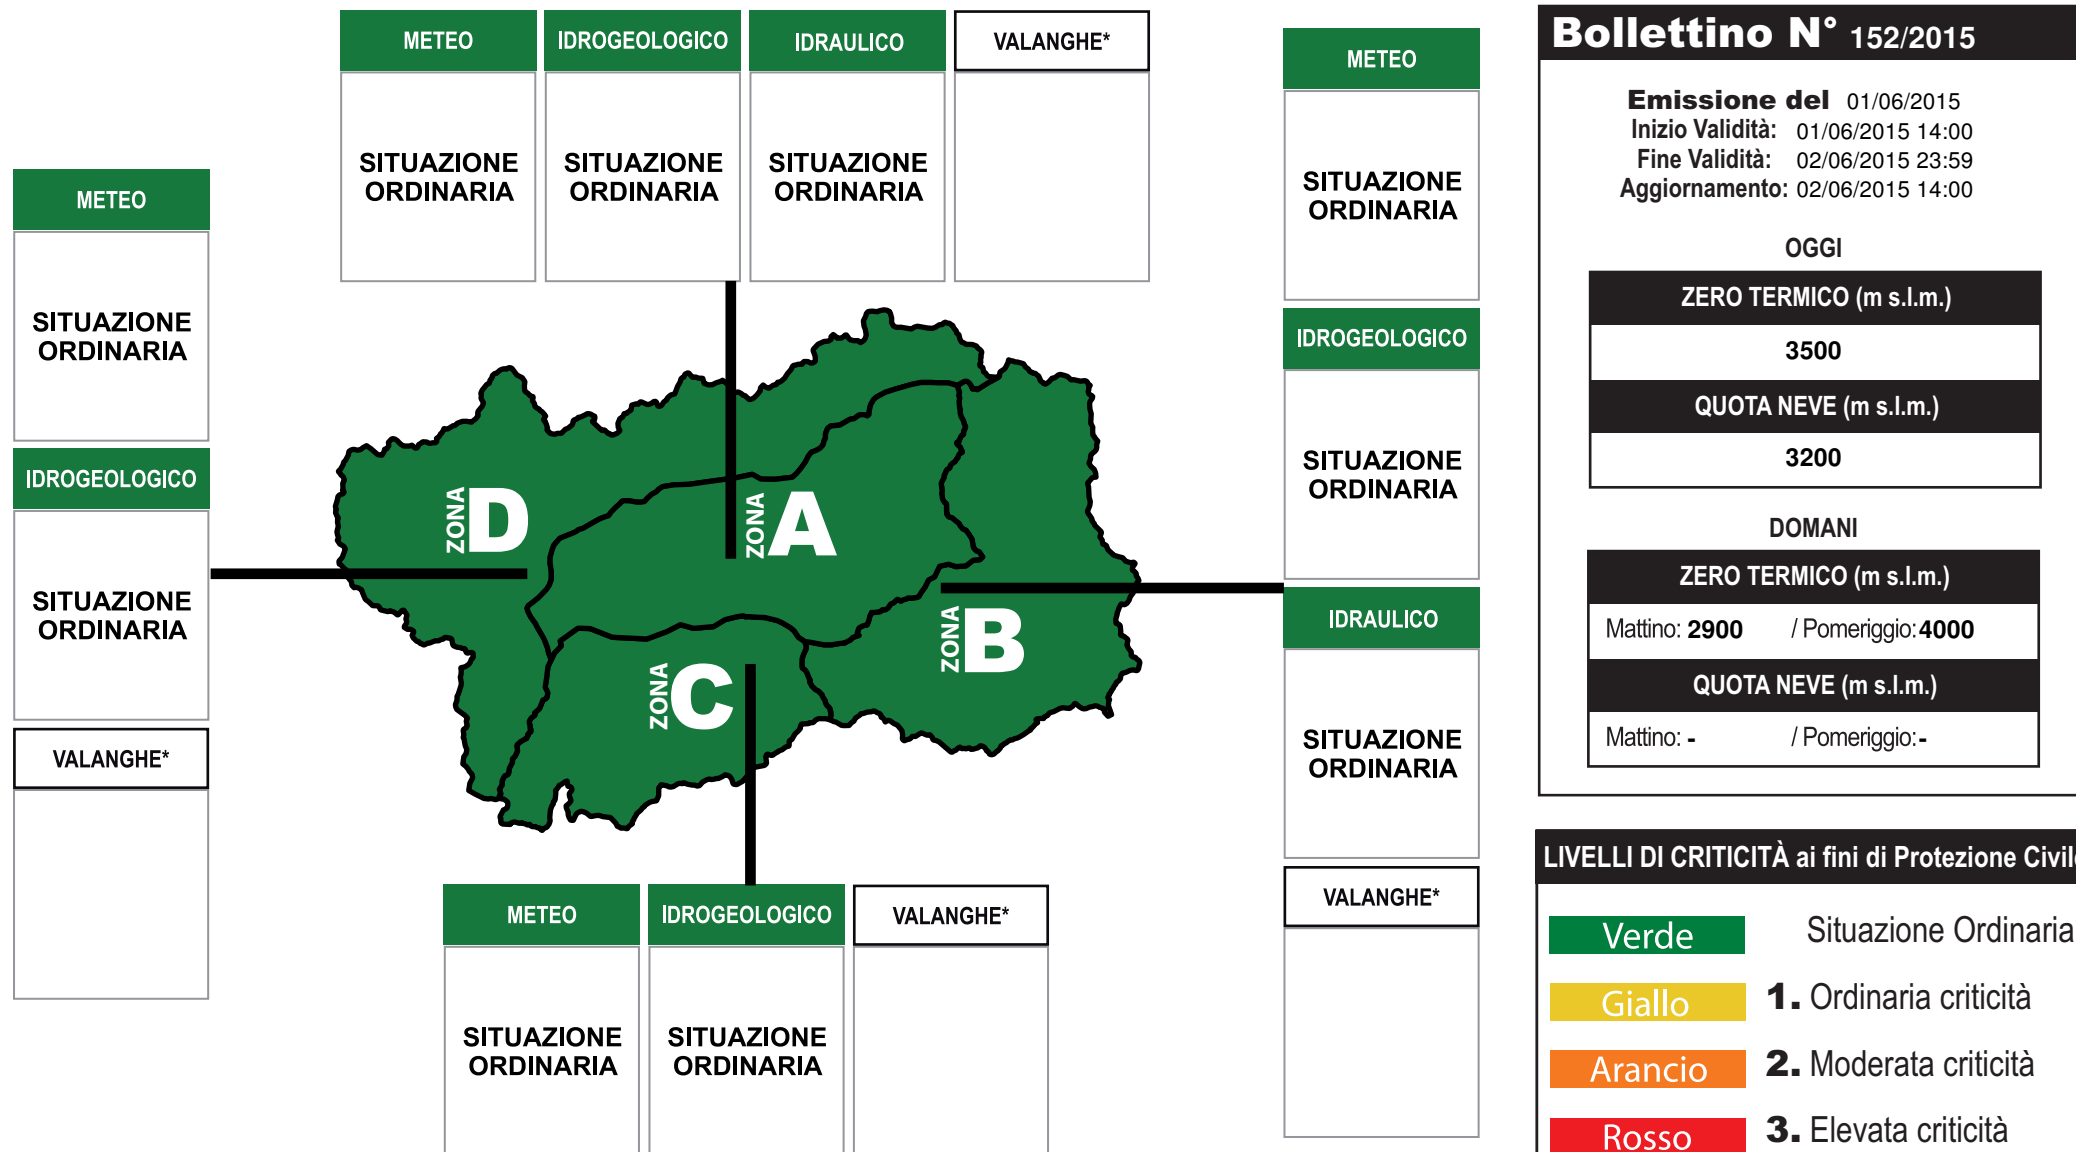 METEO IDROGEOLOGICO IDRAULICO VALANGHE*
SITUAZIONE ORDINARIA
SITUAZIONE ORDINARIA
SITUAZIONE ORDINARIA
METEO
SITUAZIONE
ORDINARIA
IDROGEOLOGICO
SITUAZIONE
ORDINARIA
VALANGHE*
ZONA D
ZONA A
ZONA B
ZONA C
METEO IDROGEOLOGICO VALANGHE*
SITUAZIONE ORDINARIA
SITUAZIONE ORDINARIA
METEO
SITUAZIONE
ORDINARIA
IDROGEOLOGICO
SITUAZIONE
ORDINARIA
IDRAULICO
SITUAZIONE
ORDINARIA
VALANGHE*
Bollettino N° 152/2015
Emissione del 01/06/2015
Inizio Validità: 01/06/2015 14:00
Fine Validità: 02/06/2015 23:59
Aggiornamento: 02/06/2015 14:00
OGGI
ZERO TERMICO (m s.l.m.)
3500
QUOTA NEVE (m s.l.m.)
3200
DOMANI
ZERO TERMICO (m s.l.m.)
Mattino: 2900 / Pomeriggio: 4000
QUOTA NEVE (m s.l.m.)
Mattino: - / Pomeriggio: -
LIVELLI DI CRITICITÀ ai fini di Protezione Civile
Verde Situazione Ordinaria
Giallo 1. Ordinaria criticità
Arancio 2. Moderata criticità
Rosso 3. Elevata criticità